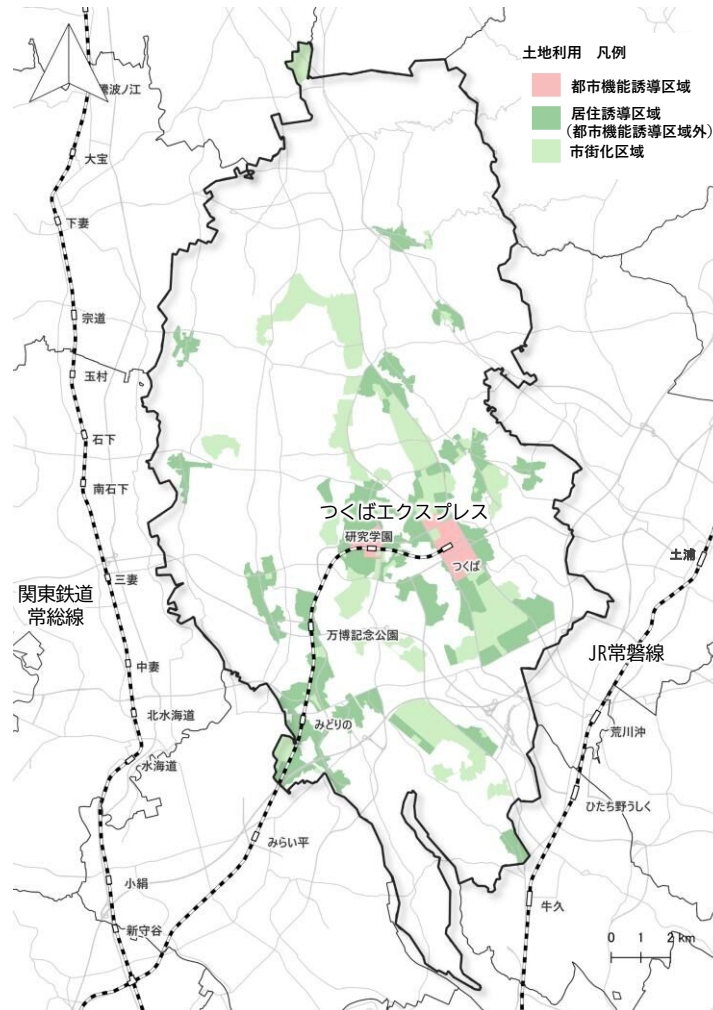 土地利用 凡例
都市機能誘導区域
居住誘導区域
(都市機能誘導区域外)
市街化区域
波ノ江
大宝
下妻
宗道
玉村
石下
南石下
三妻
関東鉄道
常総線
中妻
北水海道
水海道
小絹
新守谷
つくばエクスプレス
研究学園
つくば
万博記念公園
みどりの
みらい平
土浦
JR常磐線
荒川沖
ひたち野うしく
牛久
0 1 2 km